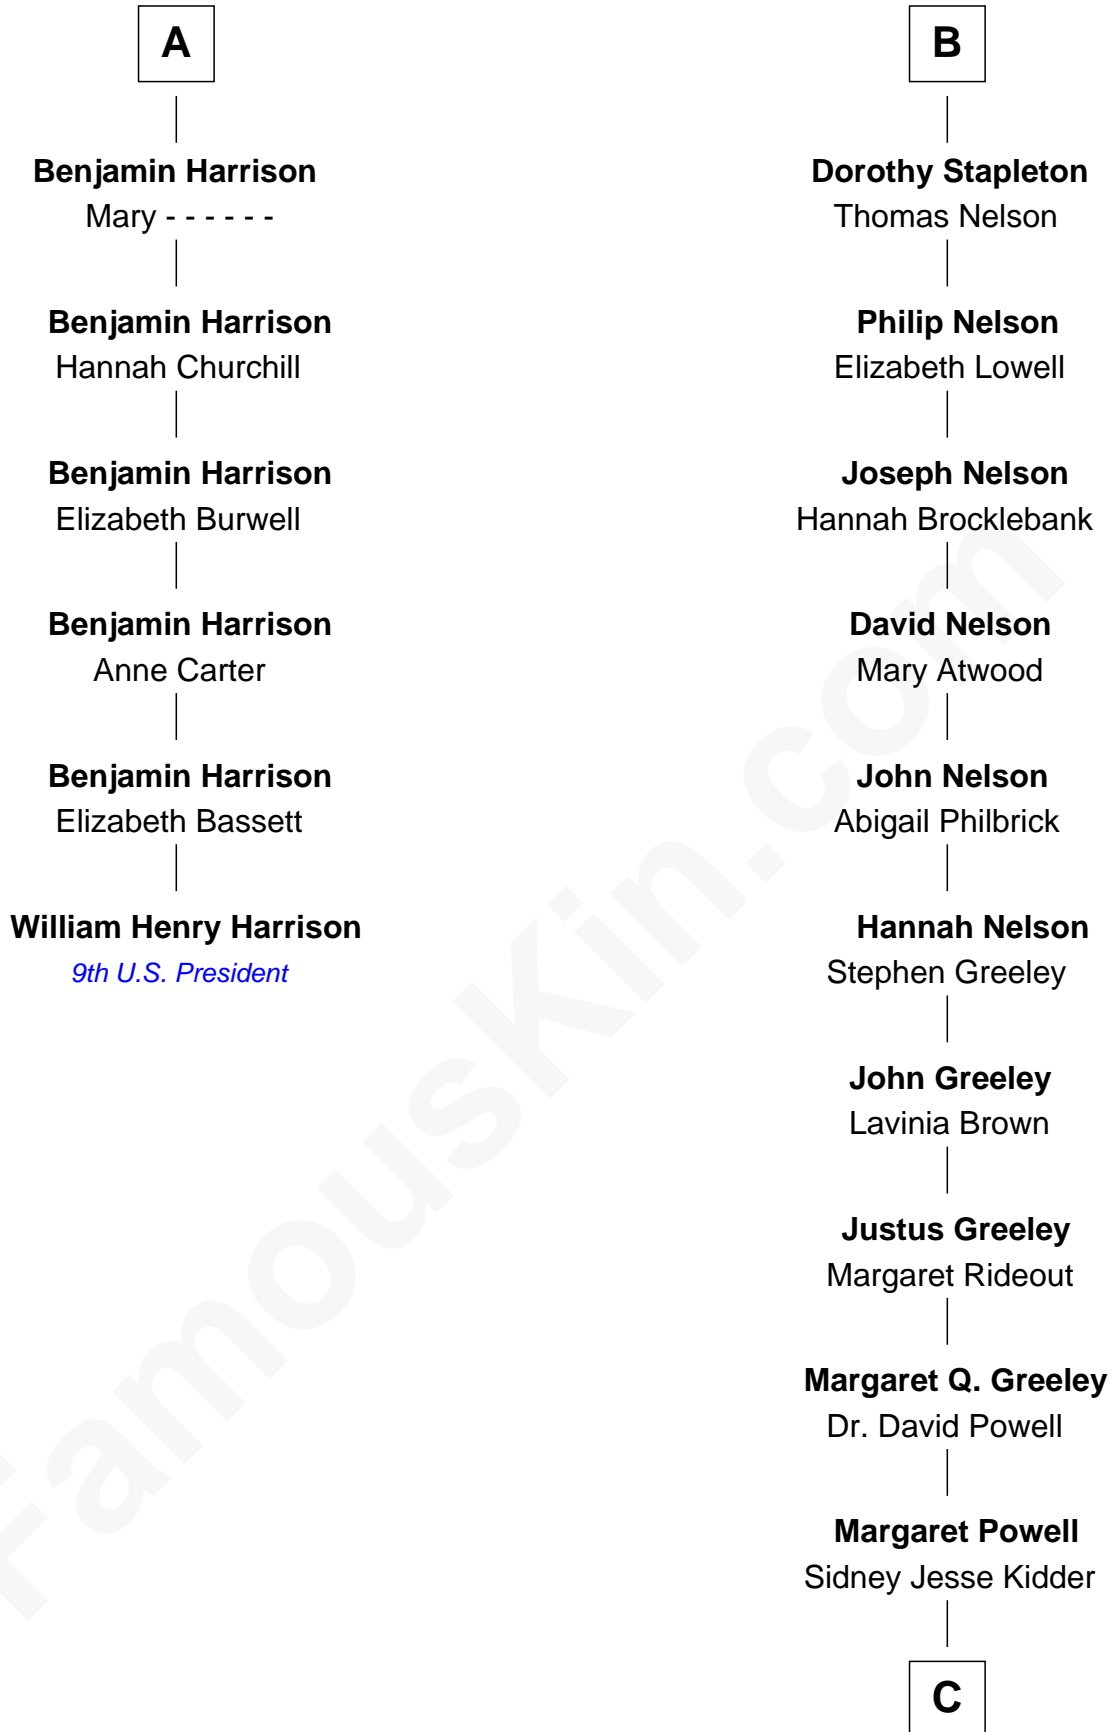 A
Benjamin Harrison
Mary - - - - - -
Benjamin Harrison
Hannah Churchill
Benjamin Harrison
Elizabeth Burwell
Benjamin Harrison
Anne Carter
Benjamin Harrison
Elizabeth Bassett
William Henry Harrison
9th U.S. President
B
Dorothy Stapleton
Thomas Nelson
Philip Nelson
Elizabeth Lowell
Joseph Nelson
Hannah Brocklebank
David Nelson
Mary Atwood
John Nelson
Abigail Philbrick
Hannah Nelson
Stephen Greeley
John Greeley
Lavinia Brown
Justus Greeley
Margaret Rideout
Margaret Q. Greeley
Dr. David Powell
Margaret Powell
Sidney Jesse Kidder
C
FamousKin.com